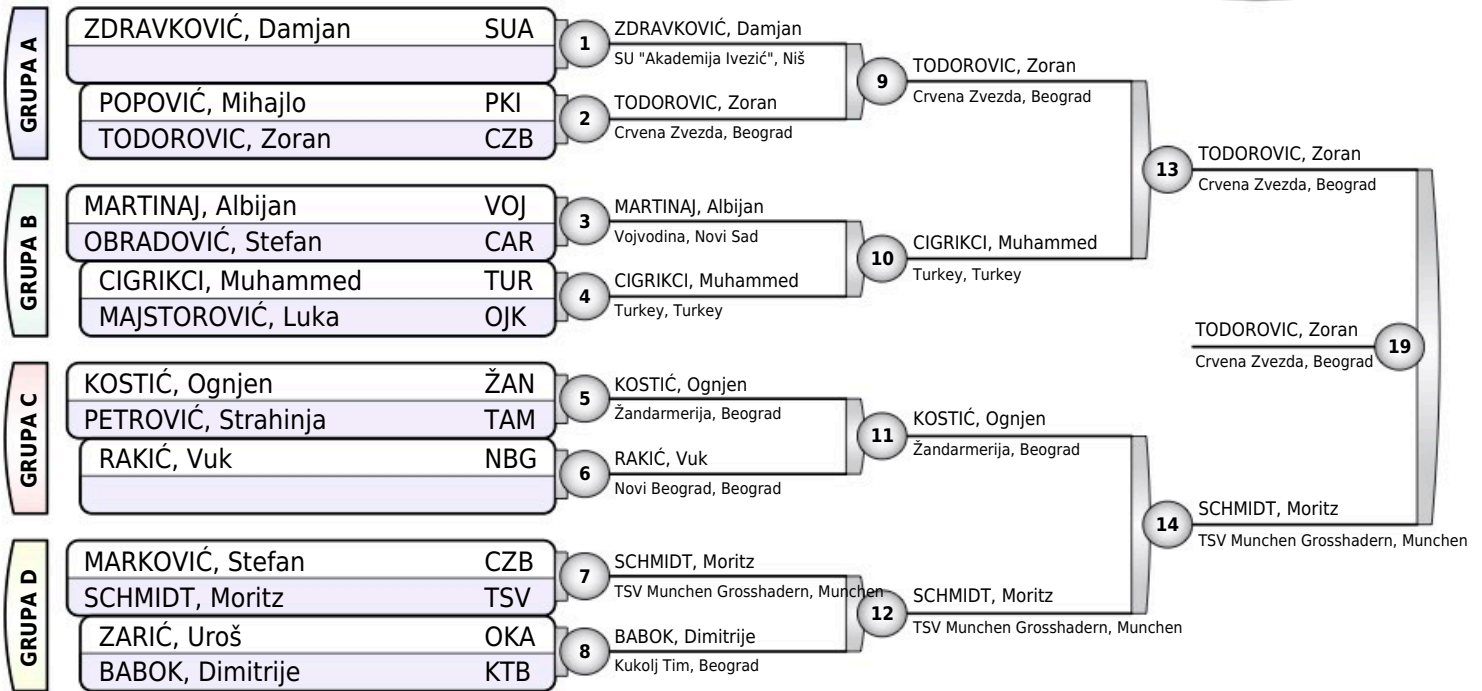 GRUPA A
ZDRAVKOVIĆ, Damjan SUA
POPOVIĆ, Mihajlo PKI
TODOROVIC, Zoran CZB
GRUPA B
MARTINAJ, Albijan VOJ
OBRADOVIĆ, Stefan CAR
CIGRIKCI, Muhammed TUR
MAJSTOROVIĆ, Luka OJK
GRUPA C
KOSTIĆ, Ognjen ŽAN
PETROVIĆ, Strahinja TAM
RAKIĆ, Vuk NBG
GRUPA D
MARKOVIĆ, Stefan CZB
SCHMIDT, Moritz TSV
ZARIĆ, Uroš OKA
BABOK, Dimitrije KTB
1
ZDRAVKOVIĆ, Damjan
SU "Akademija Ivezić", Niš
2
TODOROVIC, Zoran
Crvena Zvezda, Beograd
3
MARTINAJ, Albijan
Vojvodina, Novi Sad
4
CIGRIKCI, Muhammed
Turkey, Turkey
5
KOSTIĆ, Ognjen
Žandarmerija, Beograd
6
RAKIĆ, Vuk
Novi Beograd, Beograd
7
SCHMIDT, Moritz
TSV Munchen Grosshadern, Munchen
8
BABOK, Dimitrije
Kukolj Tim, Beograd
9
TODOROVIC, Zoran
Crvena Zvezda, Beograd
10
CIGRIKCI, Muhammed
Turkey, Turkey
11
KOSTIĆ, Ognjen
Žandarmerija, Beograd
12
SCHMIDT, Moritz
TSV Munchen Grosshadern, Munchen
13
TODOROVIC, Zoran
Crvena Zvezda, Beograd
14
SCHMIDT, Moritz
TSV Munchen Grosshadern, Munchen
TODOROVIC, Zoran
Crvena Zvezda, Beograd
19